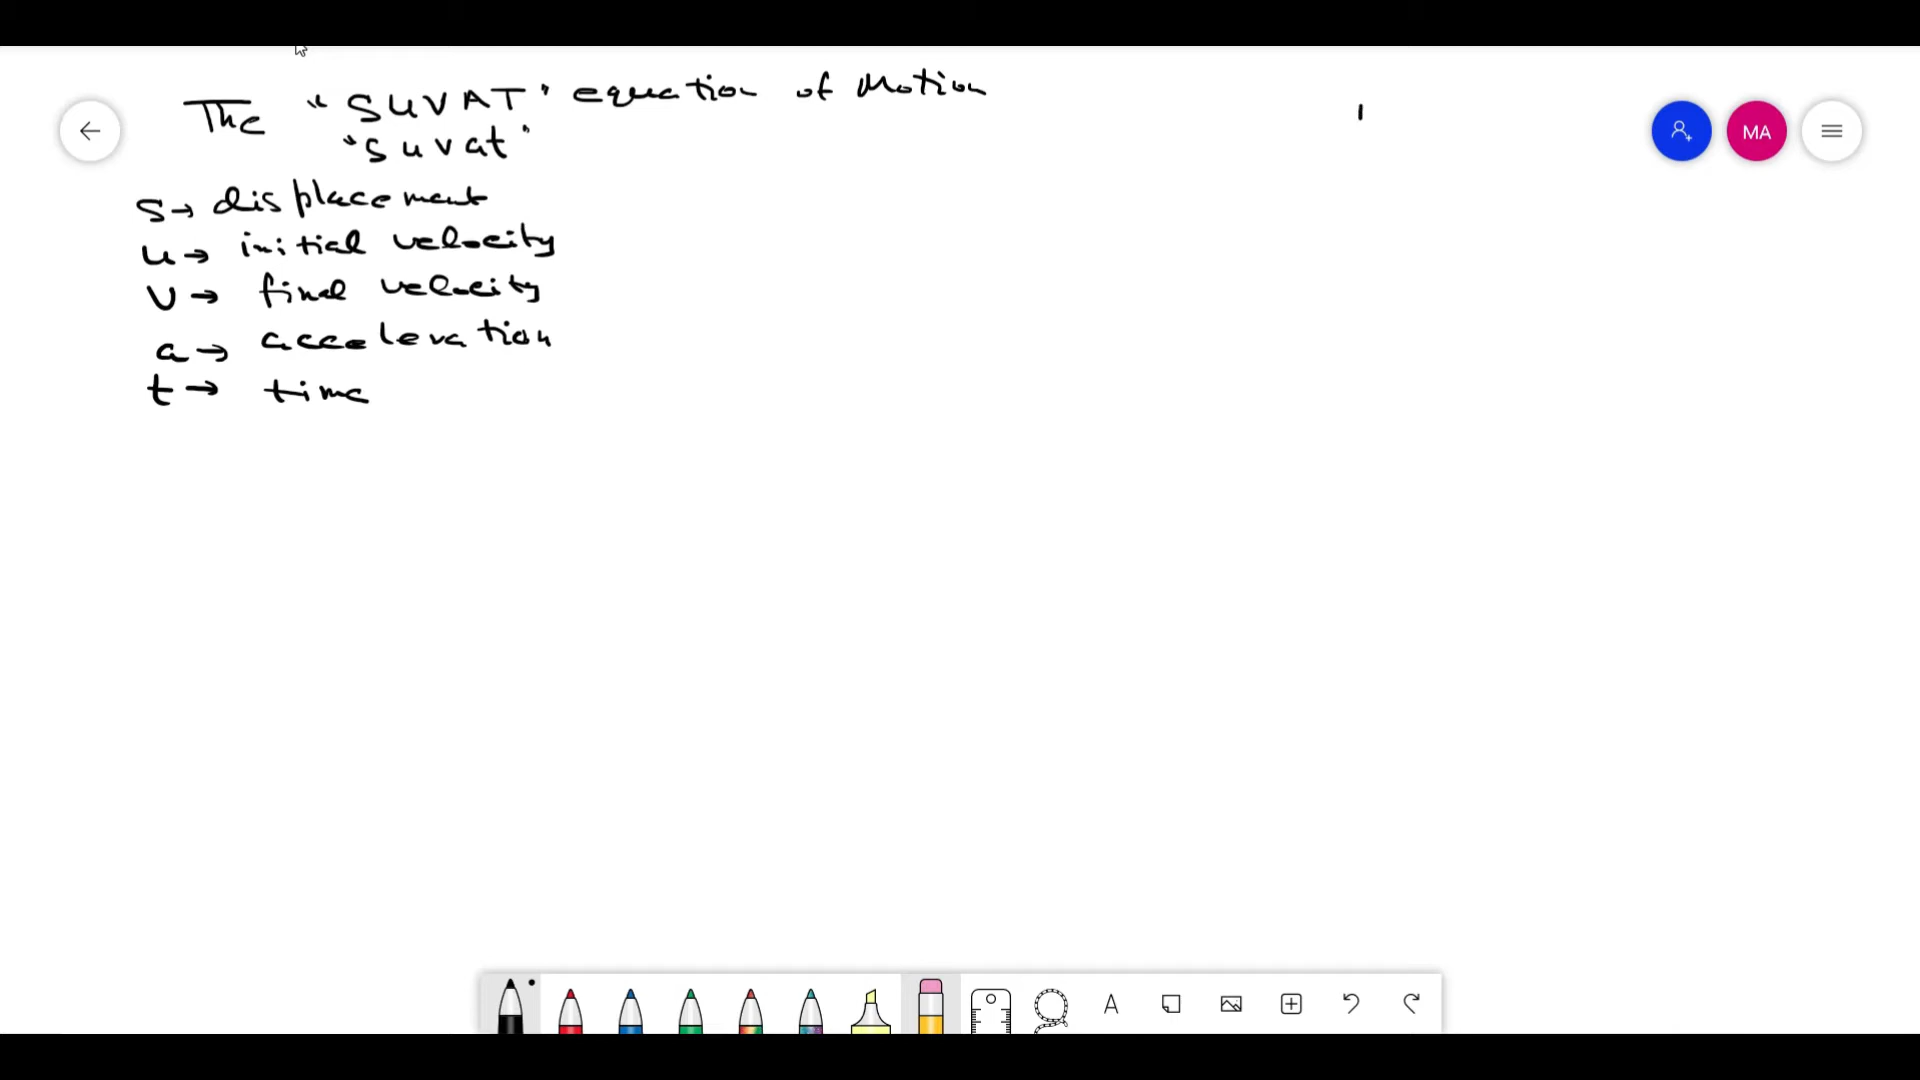 The "SUVAT" equation of Motion
"suvat"
S → displacement
u → initial velocity
v → final velocity
a → acceleration
t → time
MA
A